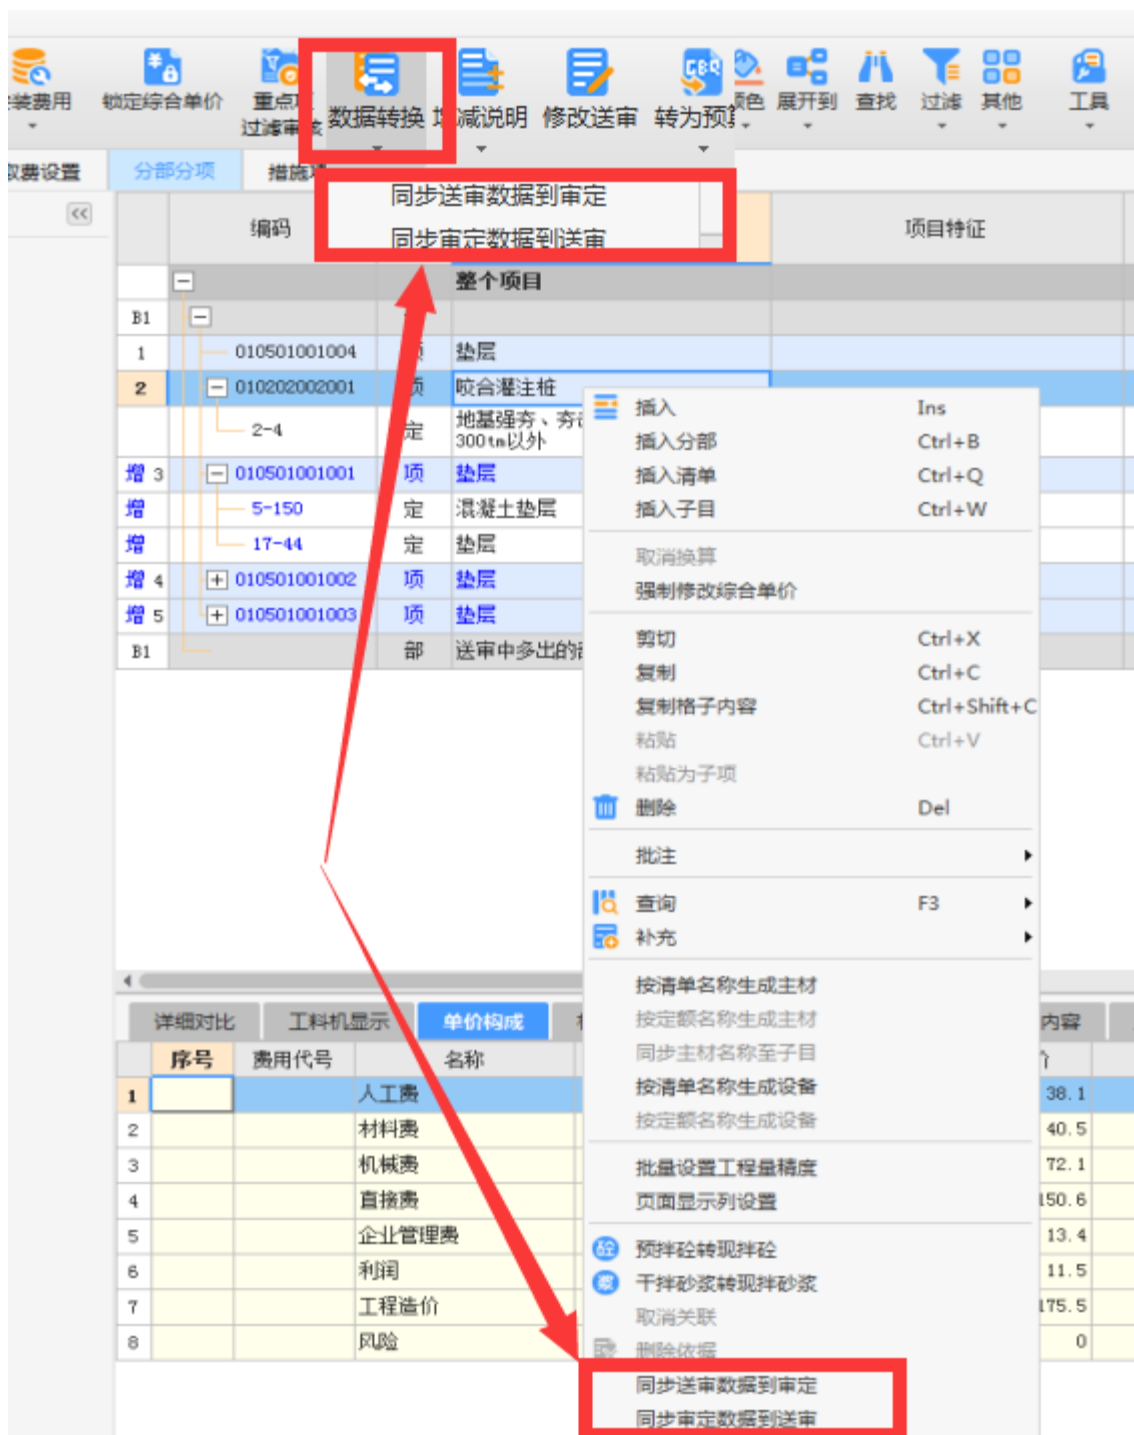 装费用 锁定综合单价 重点项 过滤审核 数据转换 增减说明 修改送审 转为预算 颜色 展开到 查找 过滤 其他 工具
取费设置 分部分项 措施项
同步送审数据到审定
同步审定数据到送审
编码 项目特征
整个项目
B1
1 010501001004 项 垫层
2 010202002001 项 咬合灌注桩
2-4 定 地基强夯、夯击
300tm以外
增 3 010501001001 项 垫层
增 5-150 定 混凝土垫层
增 17-44 定 垫层
增 4 010501001002 项 垫层
增 5 010501001003 项 垫层
B1 部 送审中多出的
插入 Ins
插入分部 Ctrl+B
插入清单 Ctrl+Q
插入子目 Ctrl+W
取消换算
强制修改综合单价
剪切 Ctrl+X
复制 Ctrl+C
复制格子内容 Ctrl+Shift+C
粘贴 Ctrl+V
粘贴为子项
删除 Del
批注
查询 F3
补充
按清单名称生成主材
按定额名称生成主材
同步主材名称至子目
按清单名称生成设备
按定额名称生成设备
批量设置工程量精度
页面显示列设置
预拌砼转现拌砼
干拌砂浆转现拌砂浆
取消关联
删除依据
同步送审数据到审定
同步审定数据到送审
详细对比 工料机显示 单价构成 内容
序号 费用代号 名称 价
1 人工费 38.1
2 材料费 40.5
3 机械费 72.1
4 直接费 150.6
5 企业管理费 13.4
6 利润 11.5
7 工程造价 175.5
8 风险 0